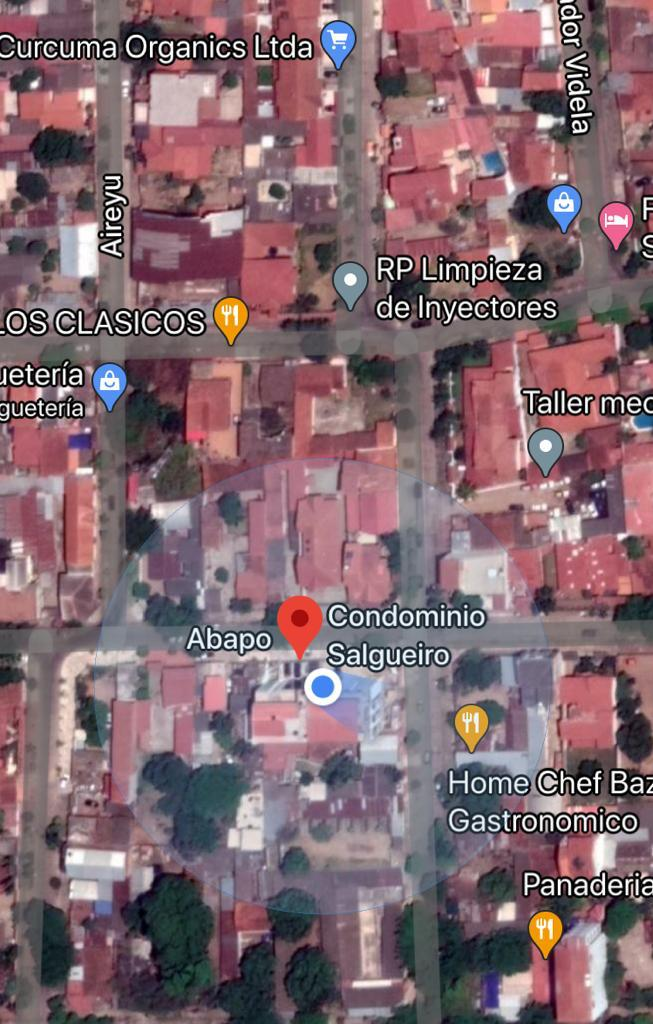 Curcuma Organics Ltda
ador Videla
Aireyu
RP Limpieza
de Inyectores
LOS CLASICOS
uetería
guetería
Taller mec
Condominio
Salgueiro
Abapo
Home Chef Baz
Gastronomico
Panaderia